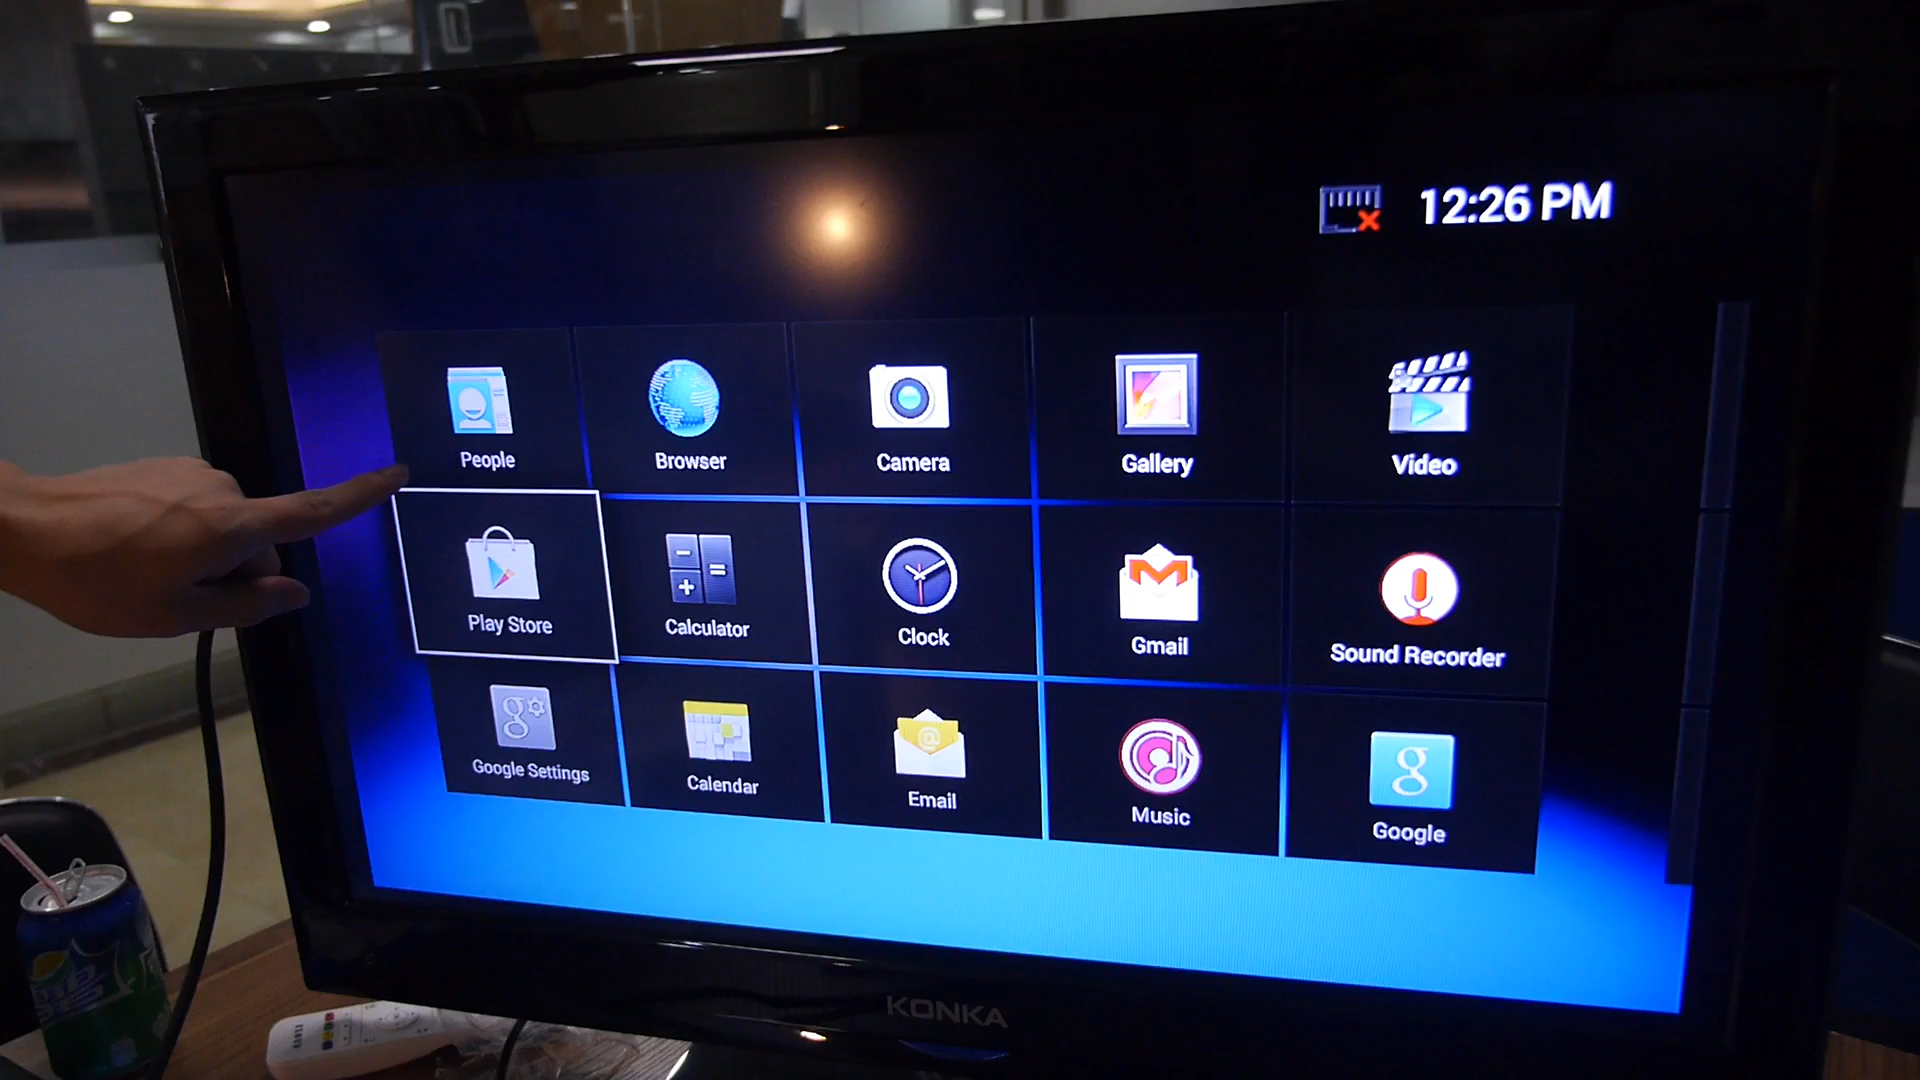 12:26 PM
People
Browser
Camera
Gallery
Video
Play Store
Calculator
Clock
Gmail
Sound Recorder
Google Settings
Calendar
Email
Music
Google
KONKA